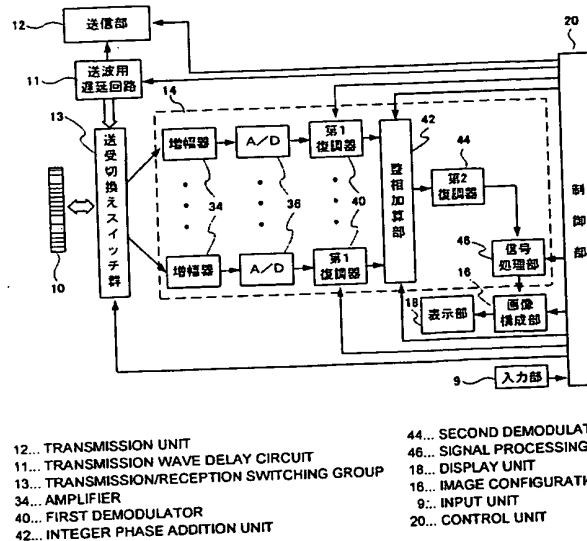 12
送信部
20
11
送波用
遅延回路
14
13
送受切換えスイッチ群
増幅器
A/D
第1
復調器
42
整相加算部
44
第2
復調器
制御部
34
36
40
46
信号
処理部
増幅器
A/D
第1
復調器
10
18
16
表示部
画像
構成部
9
入力部
12... TRANSMISSION UNIT
11... TRANSMISSION WAVE DELAY CIRCUIT
13... TRANSMISSION/RECEPTION SWITCHING GROUP
34... AMPLIFIER
40... FIRST DEMODULATOR
42... INTEGER PHASE ADDITION UNIT
44... SECOND DEMODULAT
46... SIGNAL PROCESSING
18... DISPLAY UNIT
16... IMAGE CONFIGURATI
9... INPUT UNIT
20... CONTROL UNIT